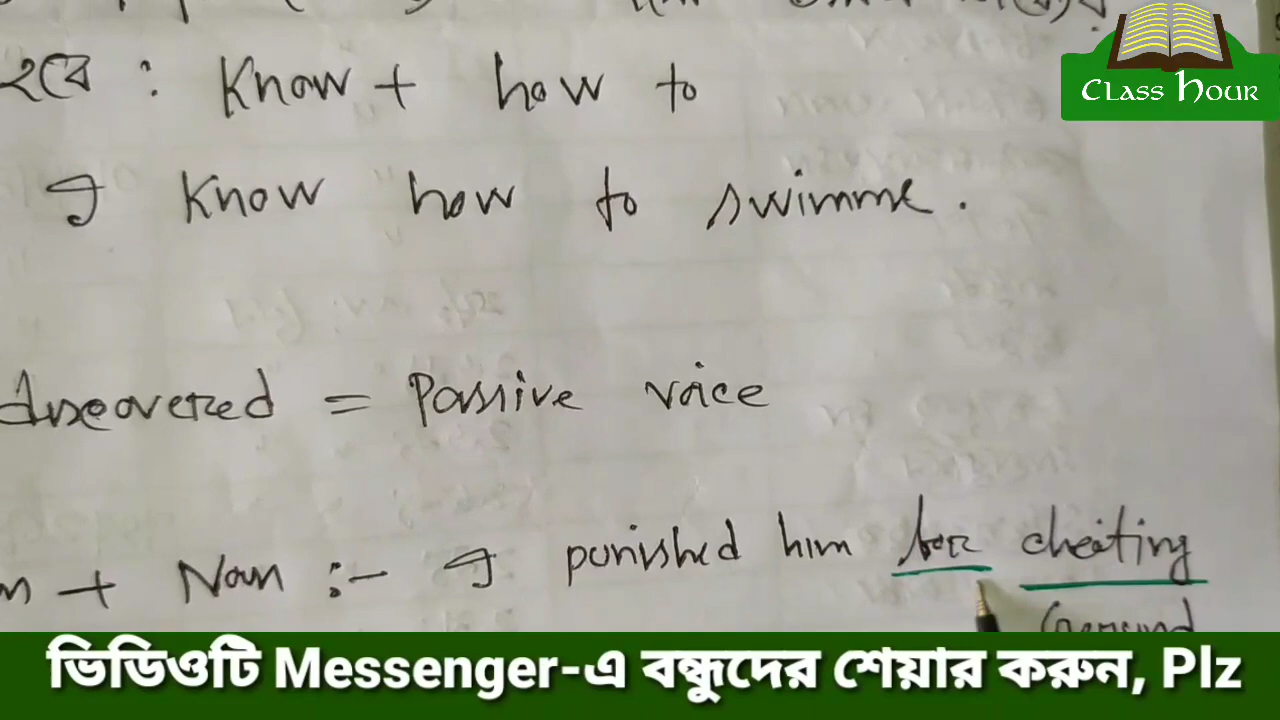 CLASS HOUR
হবে : Know + how to
I know how to swimme.
discovered = Passive voice
+ Noun :- I punished him for cheating
ভিডিওটি Messenger-এ বন্ধুদের শেয়ার করুন, Plz